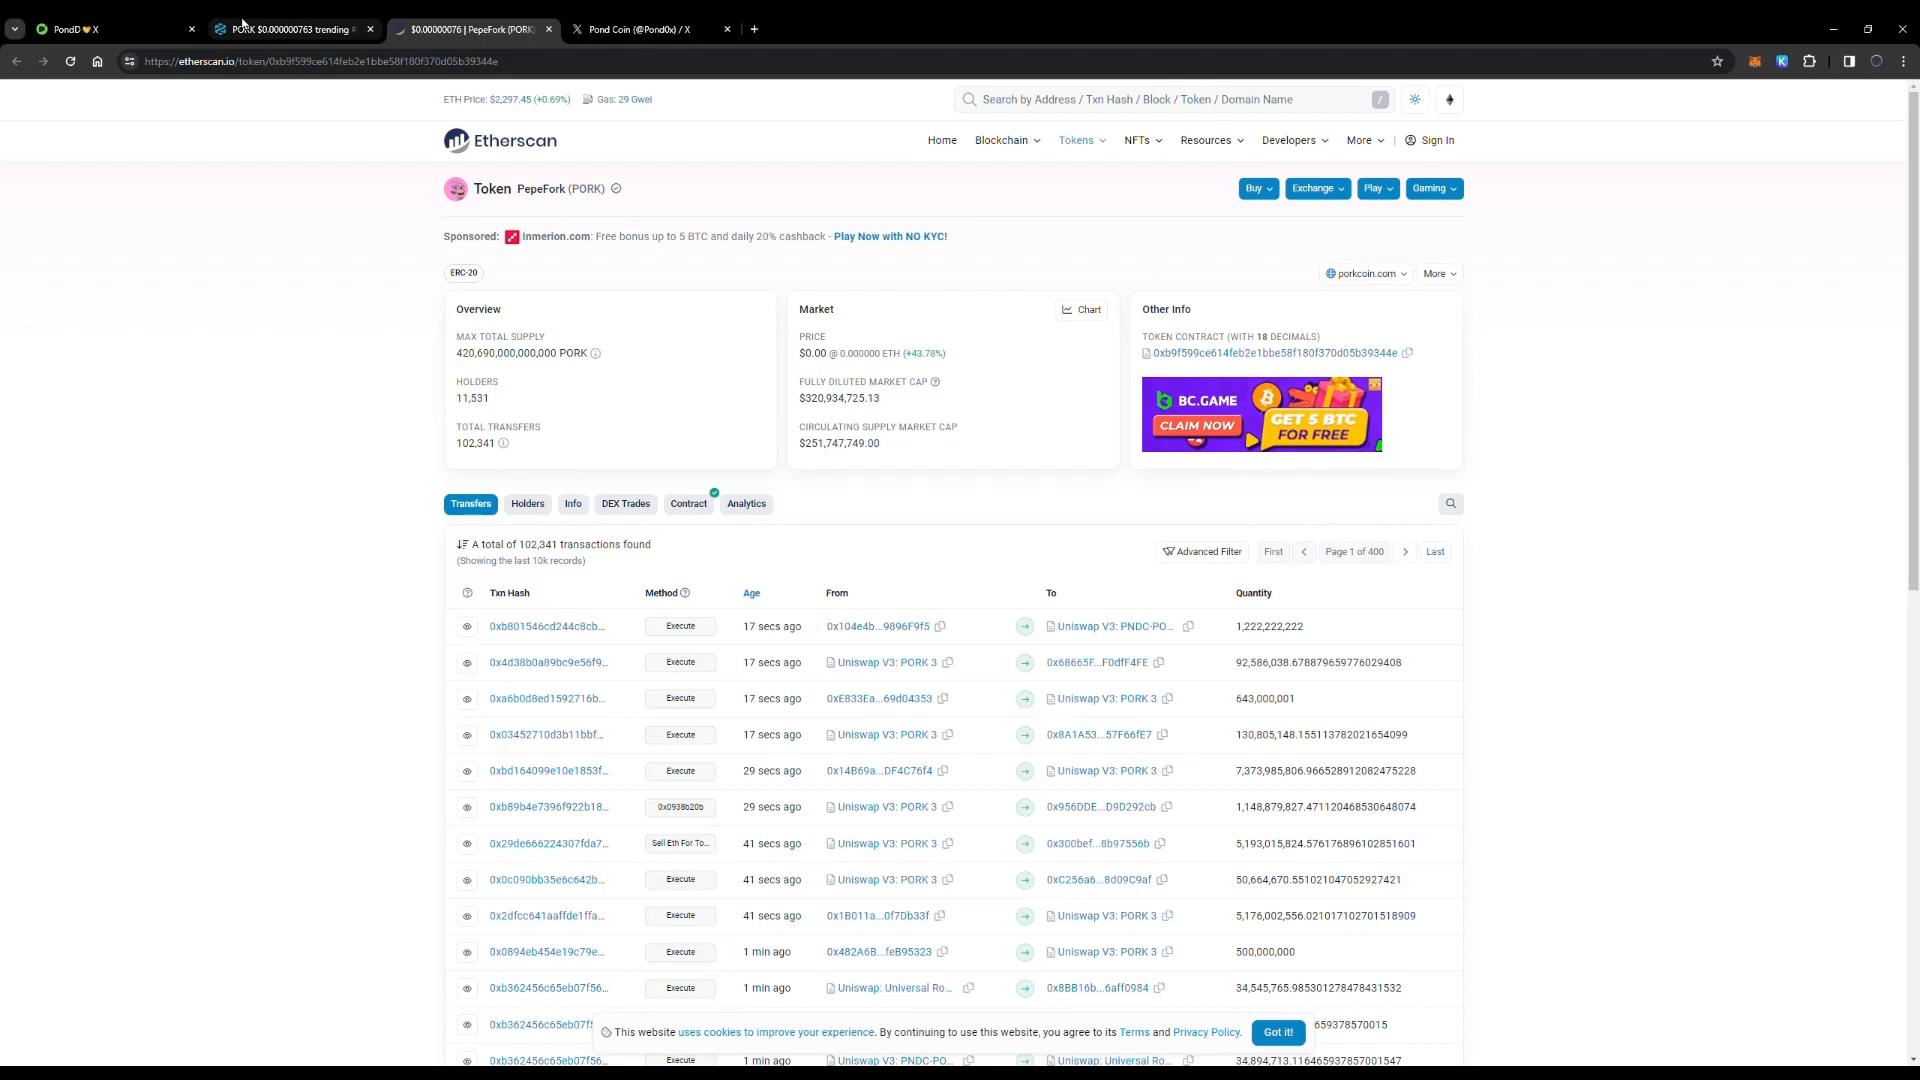 PondD🧡X
PORK $0.000000763 trending
$0.00000076 | PepeFork (PORK)
Pond Coin (@Pond0x) / X
https://etherscan.io/token/0xb9f599ce614feb2e1bbe58f180f370d05b39344e
ETH Price: $2,297.45 (+0.69%) Gas: 29 Gwei
Search by Address / Txn Hash / Block / Token / Domain Name /
Etherscan
Home Blockchain Tokens NFTs Resources Developers More | Sign In
Token PepeFork (PORK)
Buy Exchange Play Gaming
Sponsored: Inmerion.com: Free bonus up to 5 BTC and daily 20% cashback - Play Now with NO KYC!
ERC-20
porkcoin.com More
Overview
MAX TOTAL SUPPLY
420,690,000,000,000 PORK
HOLDERS
11,531
TOTAL TRANSFERS
102,341
Market
Chart
PRICE
$0.00 @ 0.000000 ETH (+43.78%)
FULLY DILUTED MARKET CAP
$320,934,725.13
CIRCULATING SUPPLY MARKET CAP
$251,747,749.00
Other Info
TOKEN CONTRACT (WITH 18 DECIMALS)
0xb9f599ce614feb2e1bbe58f180f370d05b39344e
BC.GAME
CLAIM NOW
GET 5 BTC
FOR FREE
Transfers Holders Info DEX Trades Contract Analytics
A total of 102,341 transactions found
(Showing the last 10k records)
Advanced Filter First Page 1 of 400 Last
Txn Hash Method Age From To Quantity
0xb801546cd244c8cb... Execute 17 secs ago 0x104e4b...9896F9f5 Uniswap V3: PNDC-PO... 1,222,222,222
0x4d38b0a89bc9e56f9... Execute 17 secs ago Uniswap V3: PORK 3 0x68665F...F0dfF4FE 92,586,038.678879659776029408
0xa6b0d8ed1592716b... Execute 17 secs ago 0xE833Ea...69d04353 Uniswap V3: PORK 3 643,000,001
0x03452710d3b11bbf... Execute 17 secs ago Uniswap V3: PORK 3 0x8A1A53...57F66fE7 130,805,148.155113782021654099
0xbd164099e10e1853f... Execute 29 secs ago 0x14B69a...DF4C76f4 Uniswap V3: PORK 3 7,373,985,806.966528912082475228
0xb89b4e7396f922b18... 0x0938b20b 29 secs ago Uniswap V3: PORK 3 0x956DDE...D9D292cb 1,148,879,827.471120468530648074
0x29de666224307fda7... Sell Eth For To... 41 secs ago Uniswap V3: PORK 3 0x300bef...8b97556b 5,193,015,824.576176896102851601
0x0c090bb35e6c642b... Execute 41 secs ago Uniswap V3: PORK 3 0xC256a6...8d09C9af 50,664,670.551021047052927421
0x2dfcc641aaffde1ffa... Execute 41 secs ago 0x1B011a...0f7Db33f Uniswap V3: PORK 3 5,176,002,556.021017102701518909
0x0894eb454e19c79e... Execute 1 min ago 0x482A6B...feB95323 Uniswap V3: PORK 3 500,000,000
0xb362456c65eb07f56... Execute 1 min ago Uniswap: Universal Ro... 0x8BB16b...6aff0984 34,545,765.985301278478431532
0xb362456c65eb07f5 659378570015
This website uses cookies to improve your experience. By continuing to use this website, you agree to its Terms and Privacy Policy. Got it!
0xb362456c65eb07f56... Execute 1 min ago Uniswap V3: PNDC-PO... Uniswap: Universal Ro... 34,894,713.116465937857001547